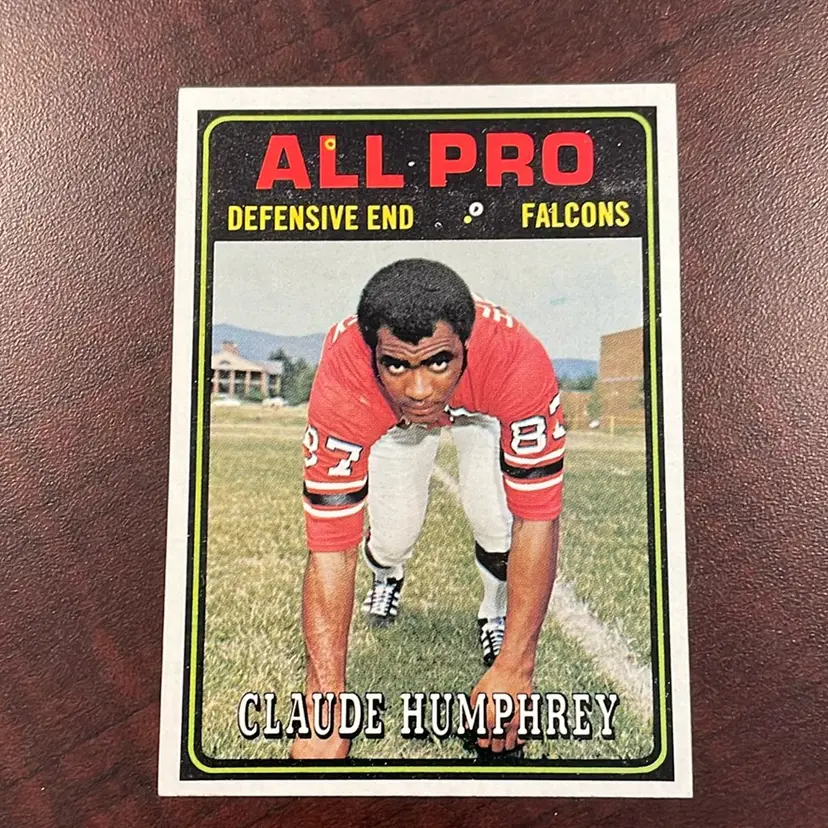 ALL PRO
DEFENSIVE END FALCONS
87 87
CLAUDE HUMPHREY